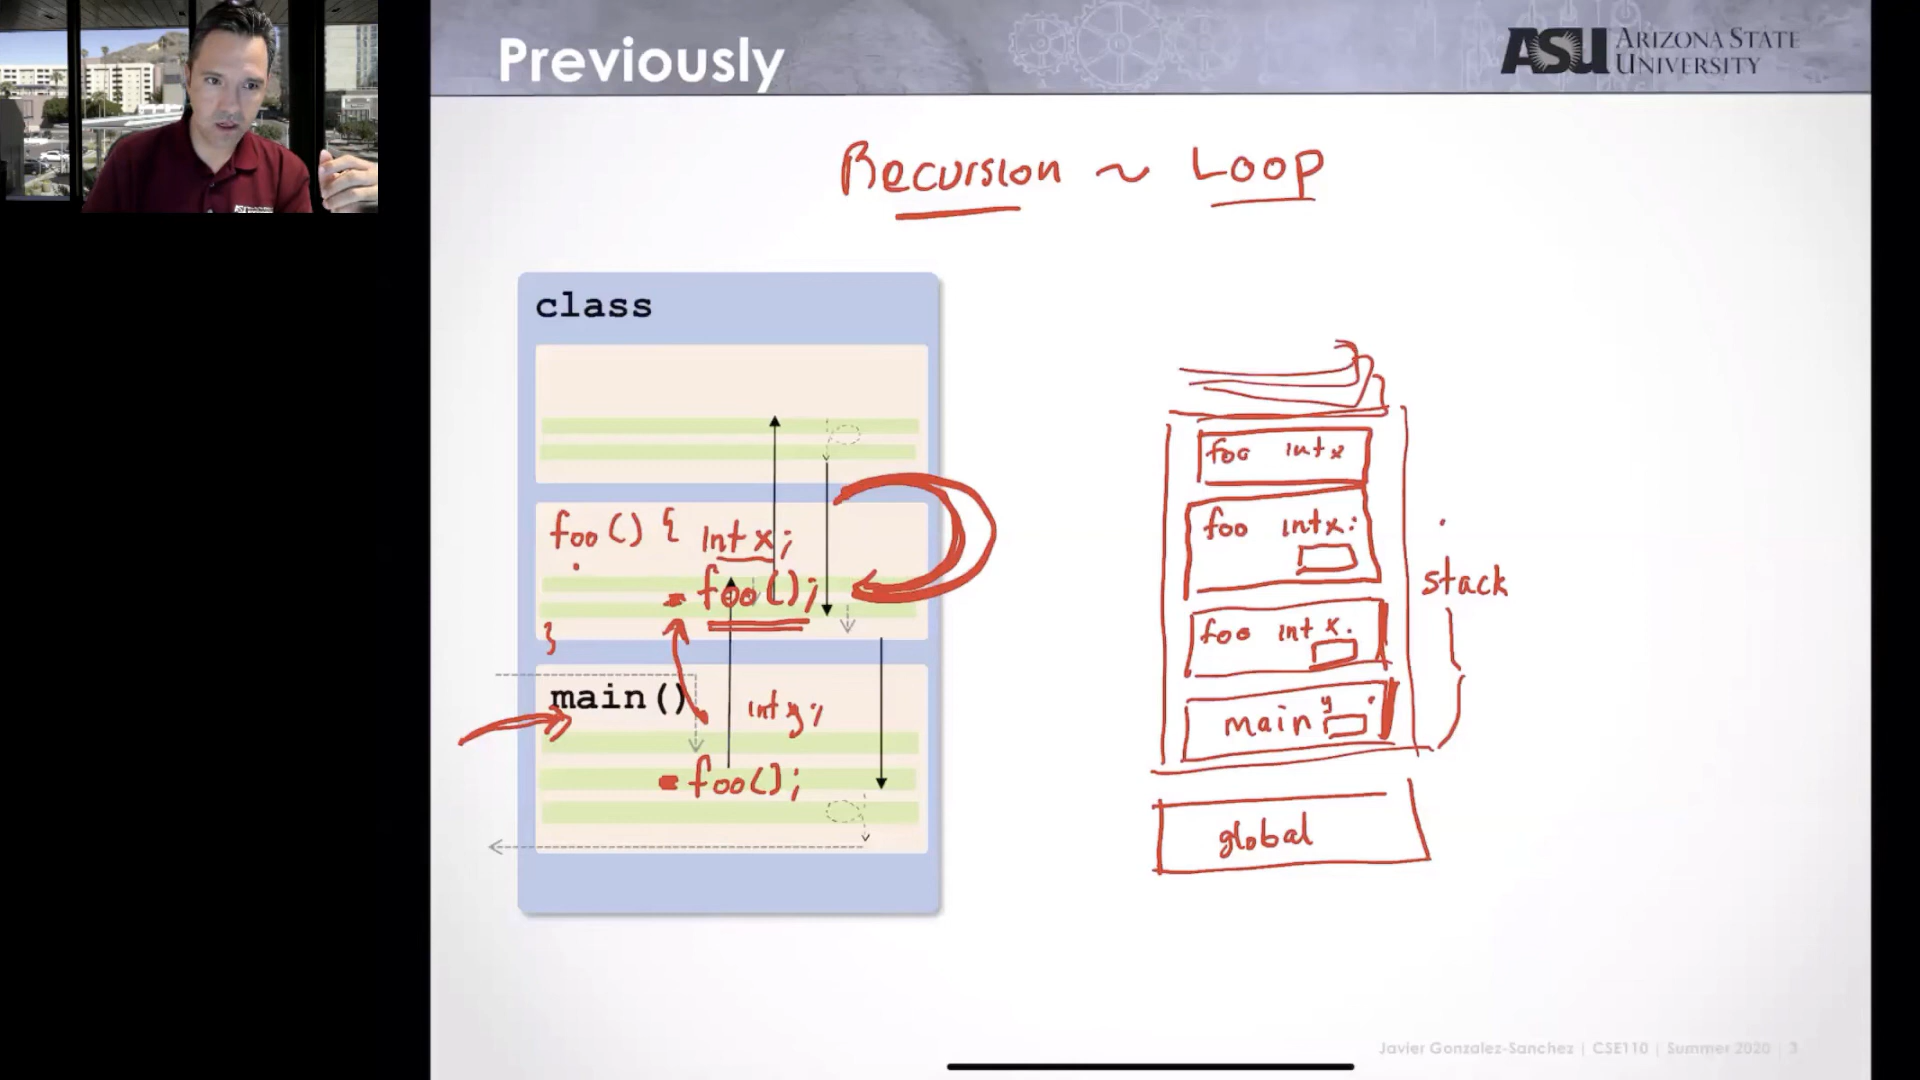 Previously
ASU ARIZONA STATE UNIVERSITY
Recursion ~ Loop
class
foo() { int x;
foo();
}
main()
int y;
foo();
foo int x
foo int x;
foo int x.
main y
stack
global
Javier Gonzalez-Sanchez | CSE110 | Summer 2020 | 3